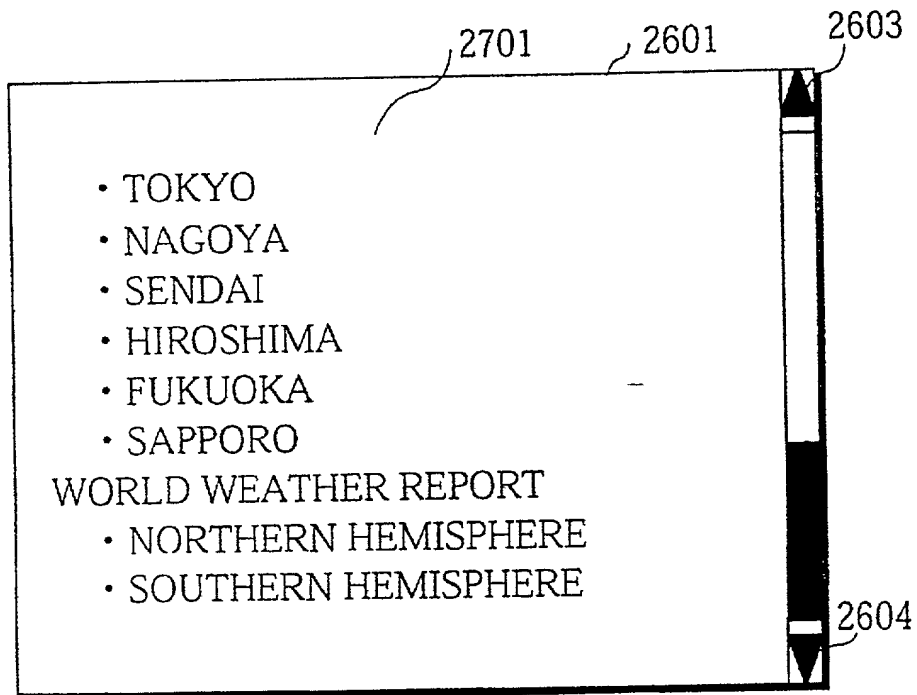 2701 2601 2603
・TOKYO
・NAGOYA
・SENDAI
・HIROSHIMA
・FUKUOKA
・SAPPORO
WORLD WEATHER REPORT
・NORTHERN HEMISPHERE
・SOUTHERN HEMISPHERE
2604